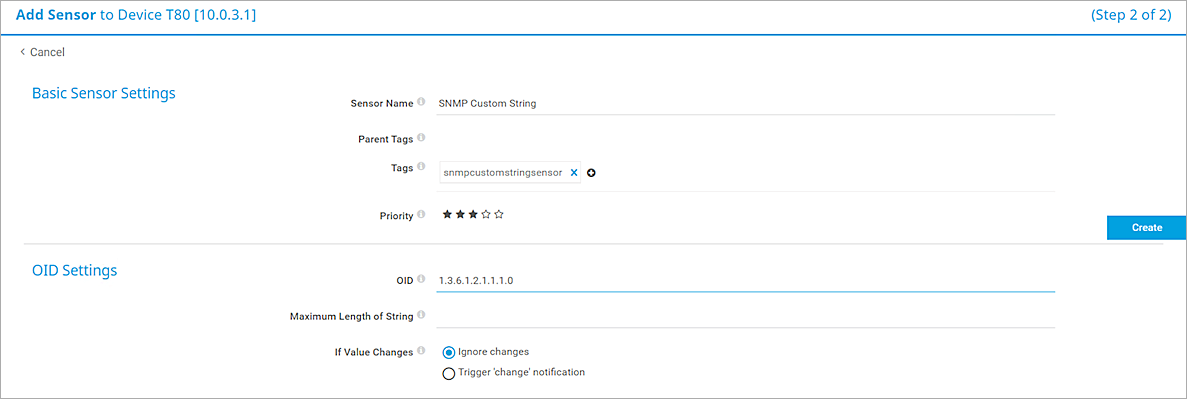 Add Sensor to Device T80 [10.0.3.1] (Step 2 of 2)
Cancel
Basic Sensor Settings
Sensor Name SNMP Custom String
Parent Tags
Tags snmpcustomstringsensor
Priority
Create
OID Settings
OID 1.3.6.1.2.1.1.1.0
Maximum Length of String
If Value Changes Ignore changes
Trigger 'change' notification